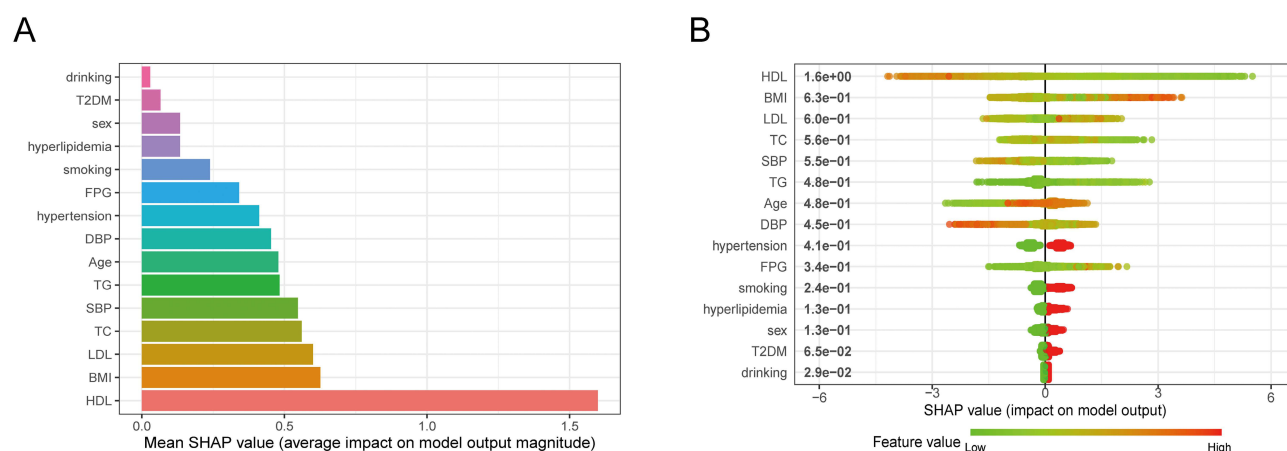 A
drinking
T2DM
sex
hyperlipidemia
smoking
FPG
hypertension
DBP
Age
TG
SBP
TC
LDL
BMI
HDL
0.0 0.5 1.0 1.5
Mean SHAP value (average impact on model output magnitude)
B
HDL 1.6e+00
BMI 6.3e−01
LDL 6.0e−01
TC 5.6e−01
SBP 5.5e−01
TG 4.8e−01
Age 4.8e−01
DBP 4.5e−01
hypertension 4.1e−01
FPG 3.4e−01
smoking 2.4e−01
hyperlipidemia 1.3e−01
sex 1.3e−01
T2DM 6.5e−02
drinking 2.9e−02
−6 −3 0 3 6
SHAP value (impact on model output)
Feature value Low High